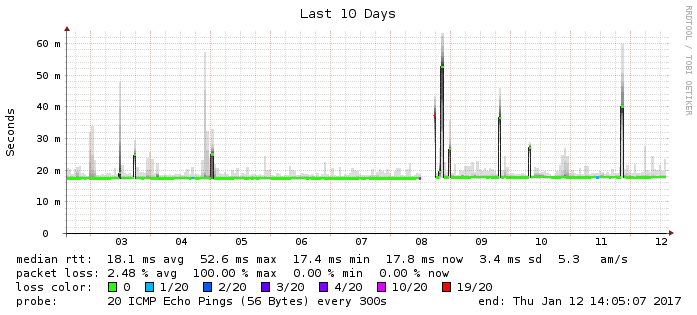 Last 10 Days
RRDTOOL / TOBI OETIKER
Seconds
60 m
50 m
40 m
30 m
20 m
10 m
0
03 04 05 06 07 08 09 10 11 12
median rtt: 18.1 ms avg 52.6 ms max 17.4 ms min 17.8 ms now 3.4 ms sd 5.3 am/s
packet loss: 2.48 % avg 100.00 % max 0.00 % min 0.00 % now
loss color: 0 1/20 2/20 3/20 4/20 10/20 19/20
probe: 20 ICMP Echo Pings (56 Bytes) every 300s end: Thu Jan 12 14:05:07 2017